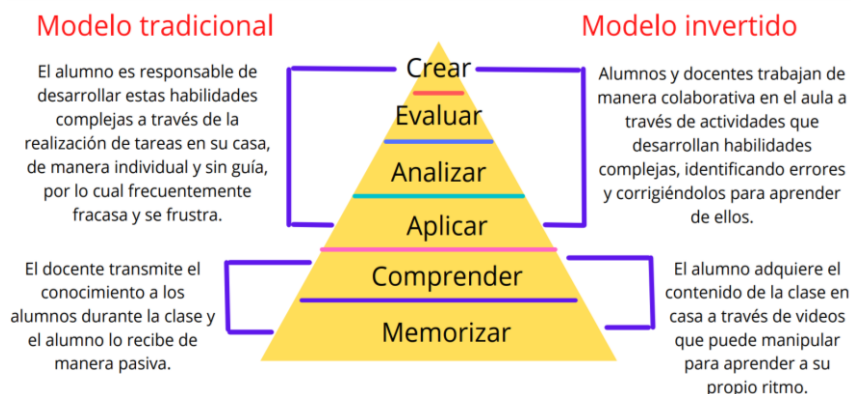 Modelo tradicional
El alumno es responsable de
desarrollar estas habilidades
complejas a través de la
realización de tareas en su casa,
de manera individual y sin guía,
por lo cual frecuentemente
fracasa y se frustra.
El docente transmite el
conocimiento a los
alumnos durante la clase y
el alumno lo recibe de
manera pasiva.
Crear
Evaluar
Analizar
Aplicar
Comprender
Memorizar
Modelo invertido
Alumnos y docentes trabajan de
manera colaborativa en el aula a
través de actividades que
desarrollan habilidades
complejas, identificando errores
y corrigiéndolos para aprender
de ellos.
El alumno adquiere el
contenido de la clase en
casa a través de videos
que puede manipular
para aprender a su
propio ritmo.